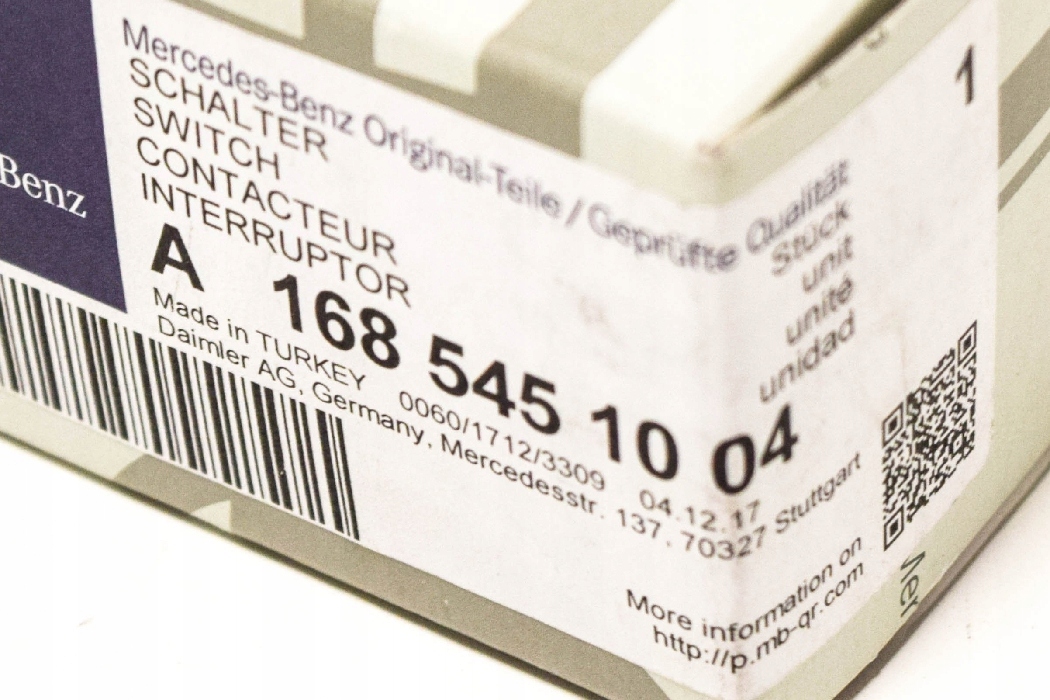 Benz
Mercedes-Benz Original-Teile / Geprüfte Qualität
SCHALTER
SWITCH
CONTACTEUR
INTERRUPTOR
1
Stück
unit
unité
unidad
A 168 545 10 04
Made in TURKEY 0060/1712/3309 04.12.17
Daimler AG, Germany, Mercedesstr. 137, 70327 Stuttgart
More information on
http://p.mb-qr.com